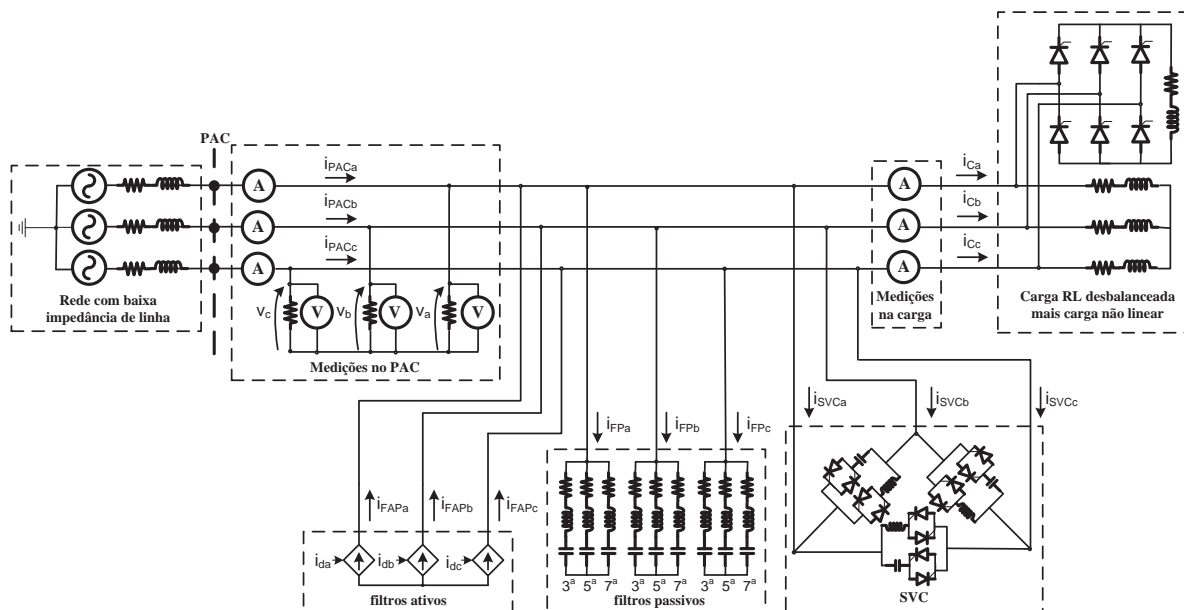 PAC
Rede com baixa
impedância de linha
A
A
A
i_PACa
i_PACb
i_PACc
v_c
V
v_b
V
v_a
V
Medições no PAC
A
A
A
Medições
na carga
i_Ca
i_Cb
i_Cc
Carga RL desbalanceada
mais carga não linear
i_FAPa
i_FAPb
i_FAPc
i_da
i_db
i_dc
filtros ativos
i_FPa
i_FPb
i_FPc
3ª 5ª 7ª
3ª 5ª 7ª
3ª 5ª 7ª
filtros passivos
i_SVCa
i_SVCb
i_SVCc
SVC